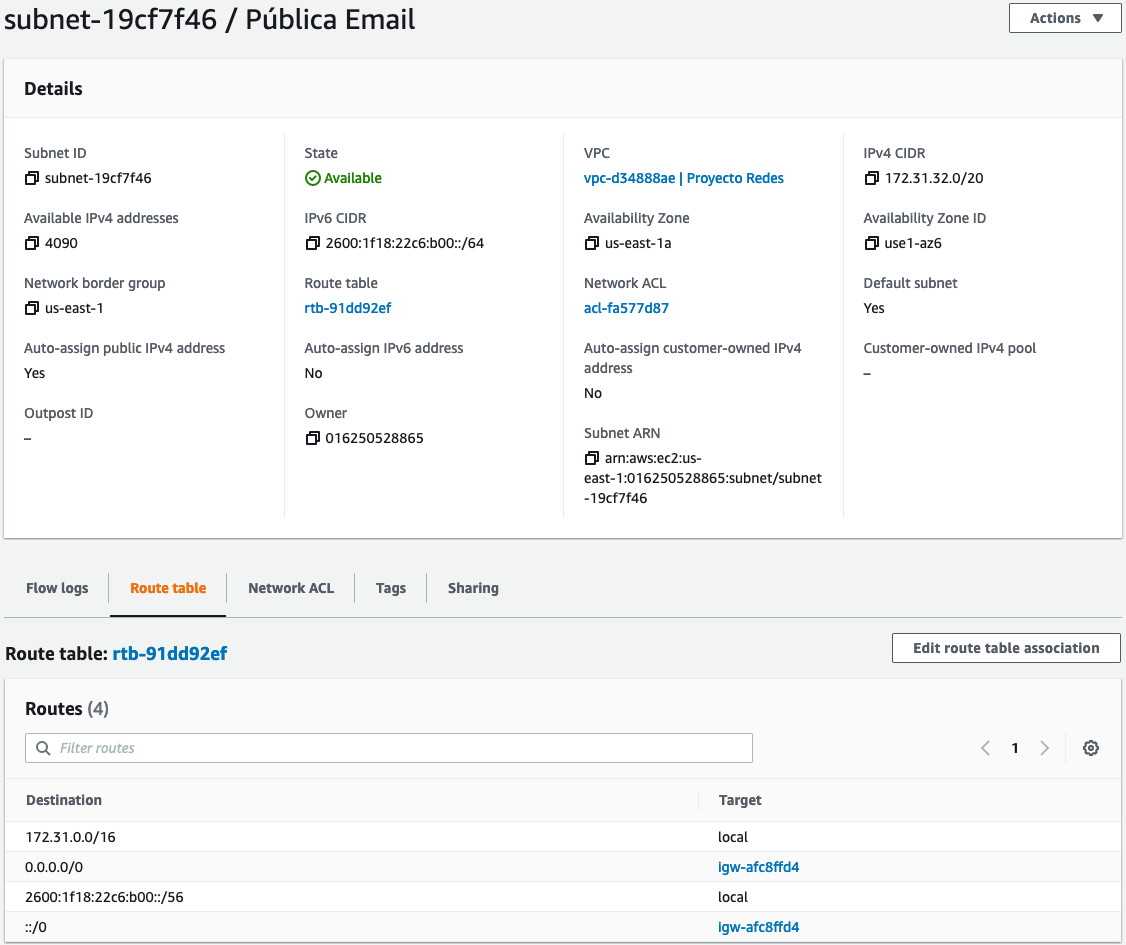 subnet-19cf7f46 / Pública Email
Actions
Details
Subnet ID
subnet-19cf7f46
State
Available
VPC
vpc-d34888ae | Proyecto Redes
IPv4 CIDR
172.31.32.0/20
Available IPv4 addresses
4090
IPv6 CIDR
2600:1f18:22c6:b00::/64
Availability Zone
us-east-1a
Availability Zone ID
use1-az6
Network border group
us-east-1
Route table
rtb-91dd92ef
Network ACL
acl-fa577d87
Default subnet
Yes
Auto-assign public IPv4 address
Yes
Auto-assign IPv6 address
No
Auto-assign customer-owned IPv4
address
No
Customer-owned IPv4 pool
–
Outpost ID
–
Owner
016250528865
Subnet ARN
arn:aws:ec2:us-
east-1:016250528865:subnet/subnet
-19cf7f46
Flow logs
Route table
Network ACL
Tags
Sharing
Route table: rtb-91dd92ef
Edit route table association
Routes (4)
Filter routes
1
Destination
Target
172.31.0.0/16
local
0.0.0.0/0
igw-afc8ffd4
2600:1f18:22c6:b00::/56
local
::/0
igw-afc8ffd4